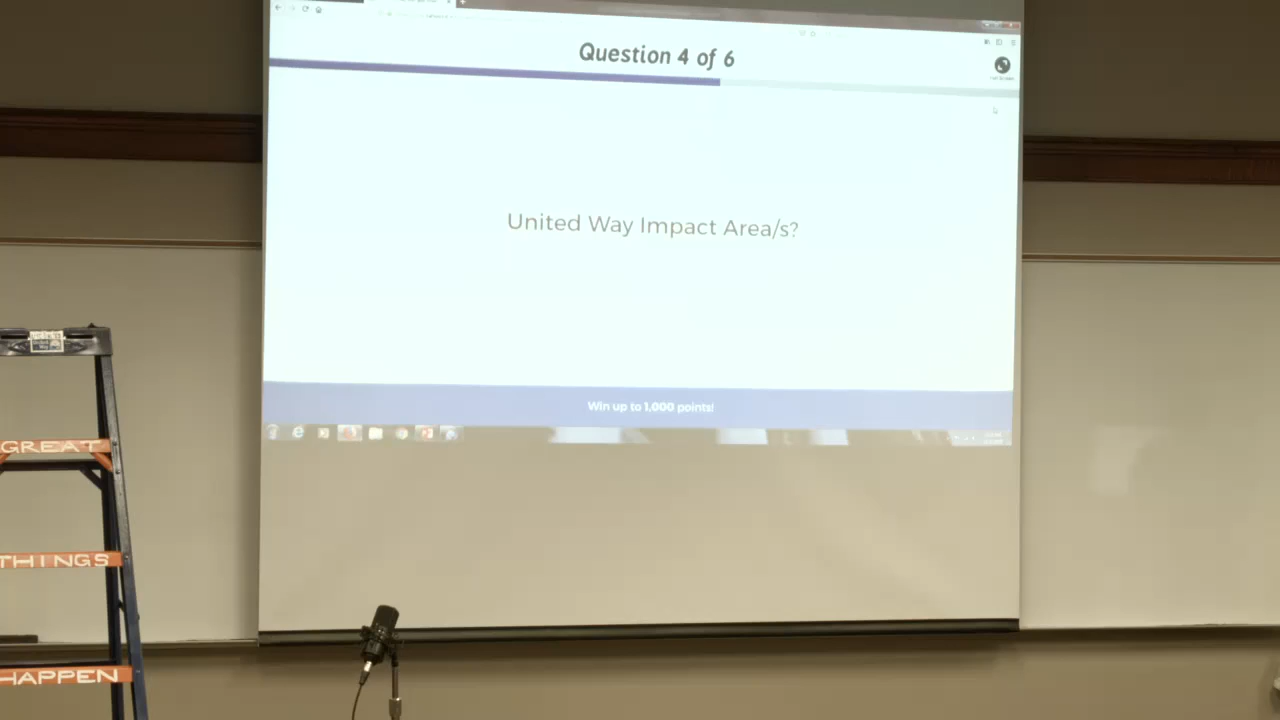 Question 4 of 6
United Way Impact Area/s?
Win up to 1,000 points!
GREAT
THINGS
HAPPEN